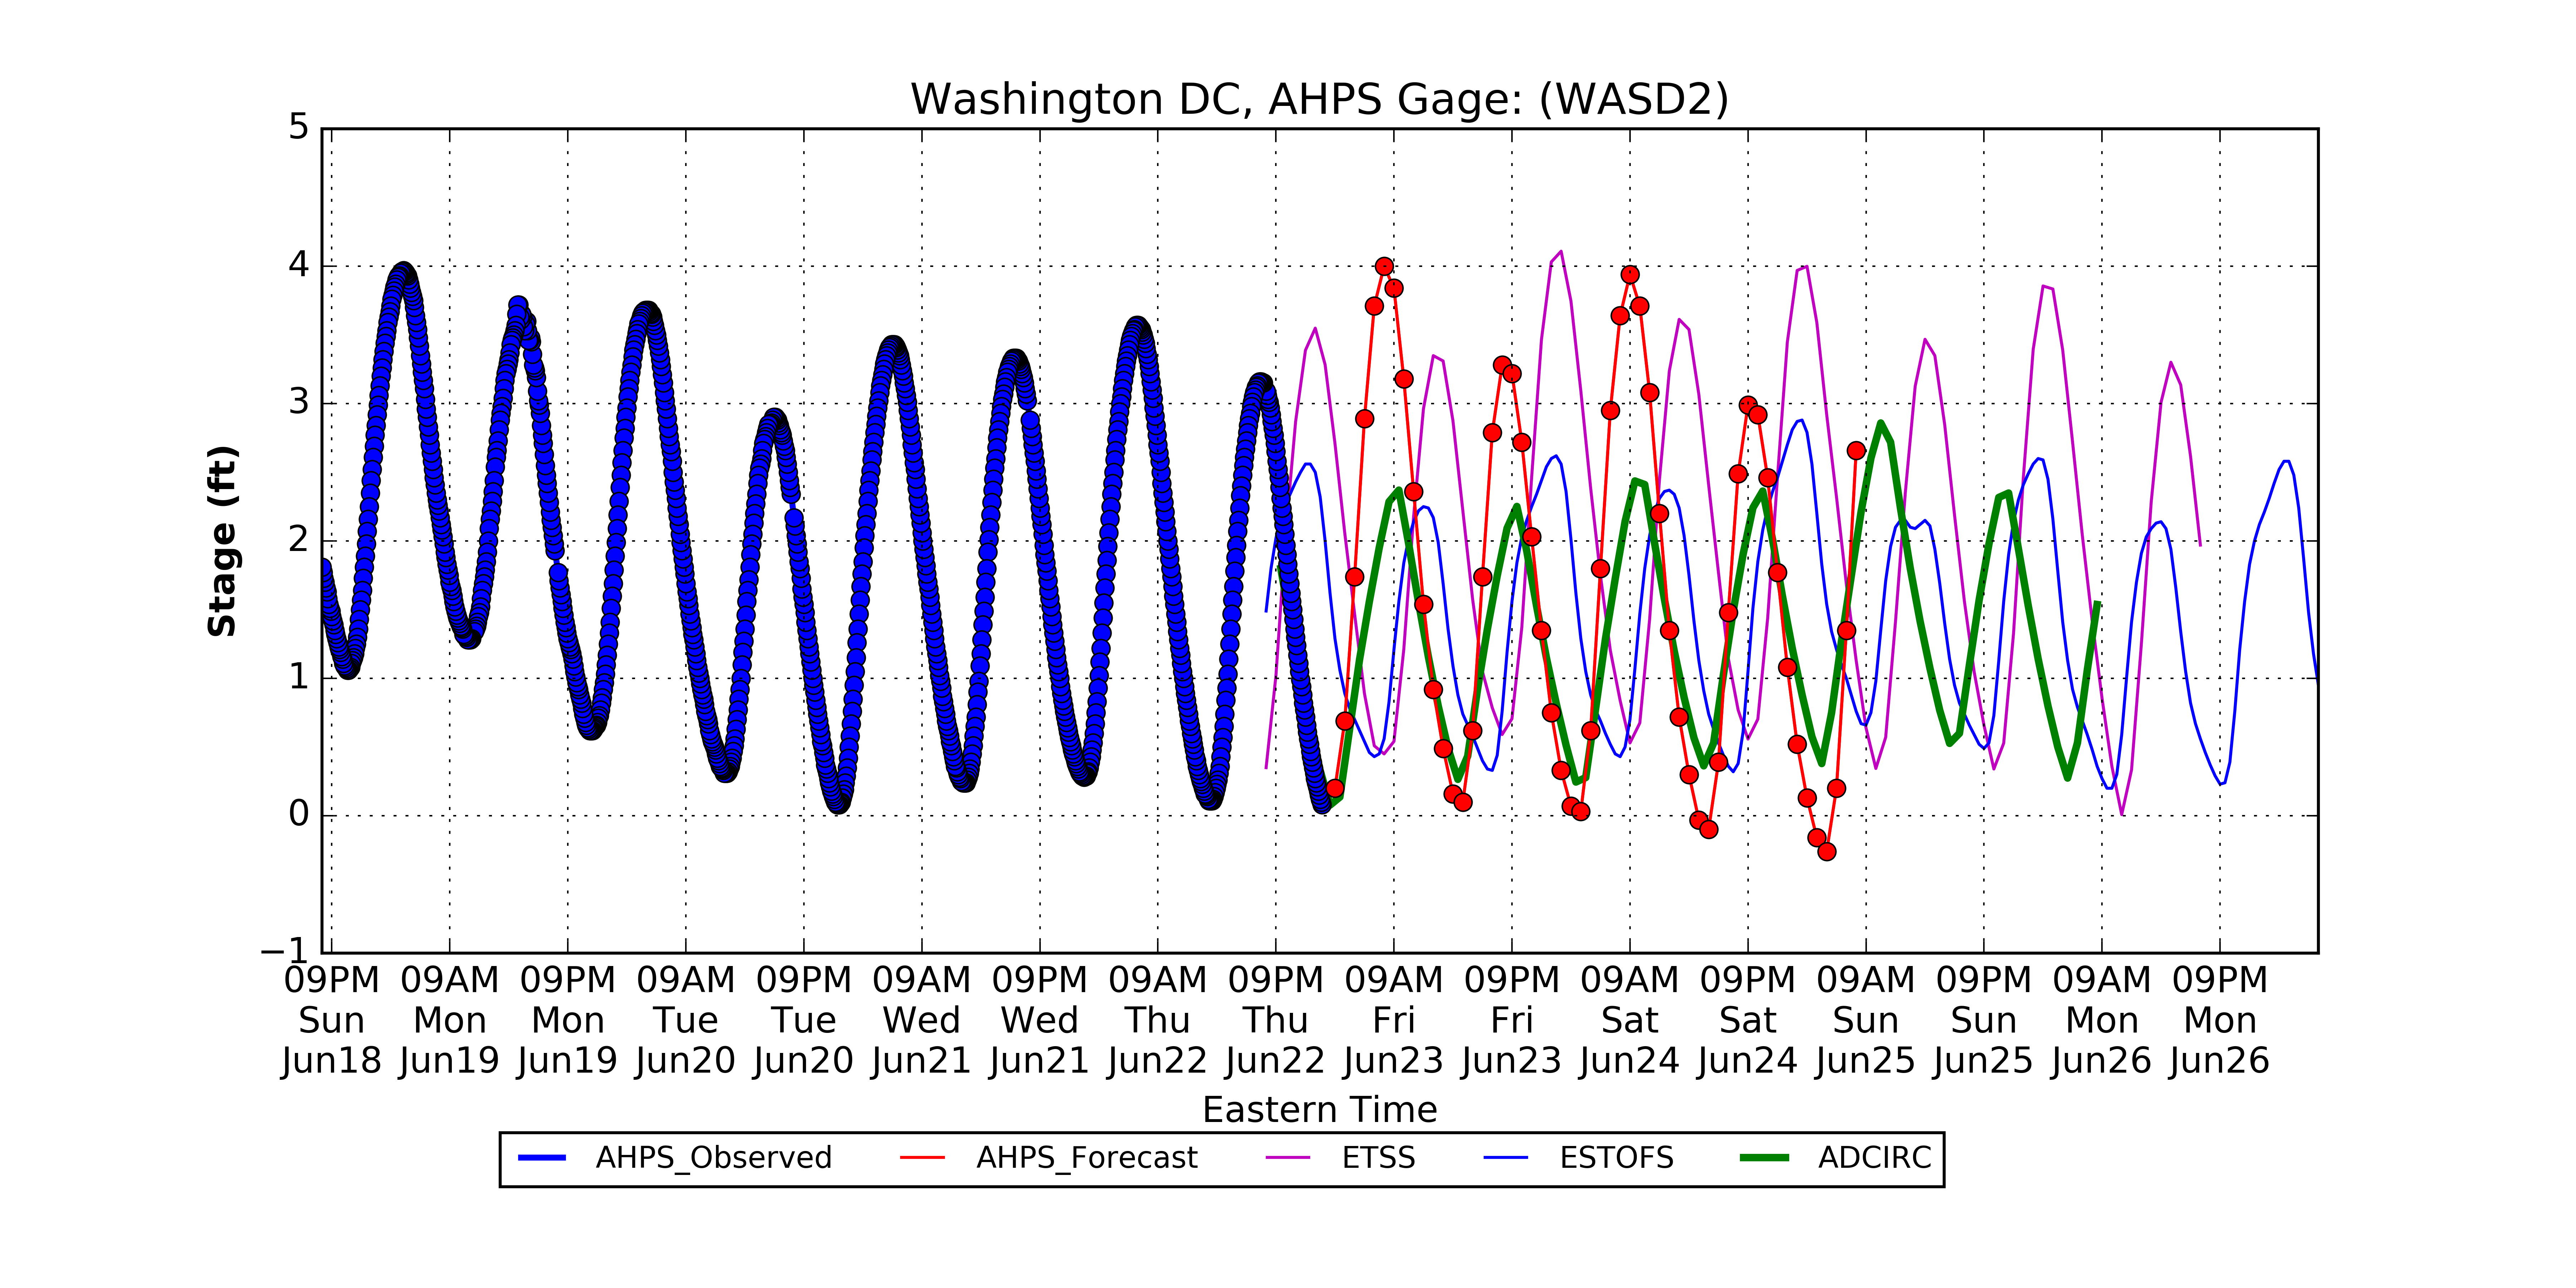 Washington DC, AHPS Gage: (WASD2)
Stage (ft)
5
4
3
2
1
0
−1
09PM 09AM 09PM 09AM 09PM 09AM 09PM 09AM 09PM 09AM 09PM 09AM 09PM 09AM 09PM 09AM 09PM
Sun Mon Mon Tue Tue Wed Wed Thu Thu Fri Fri Sat Sat Sun Sun Mon Mon
Jun18 Jun19 Jun19 Jun20 Jun20 Jun21 Jun21 Jun22 Jun22 Jun23 Jun23 Jun24 Jun24 Jun25 Jun25 Jun26 Jun26
Eastern Time
AHPS_Observed AHPS_Forecast ETSS ESTOFS ADCIRC